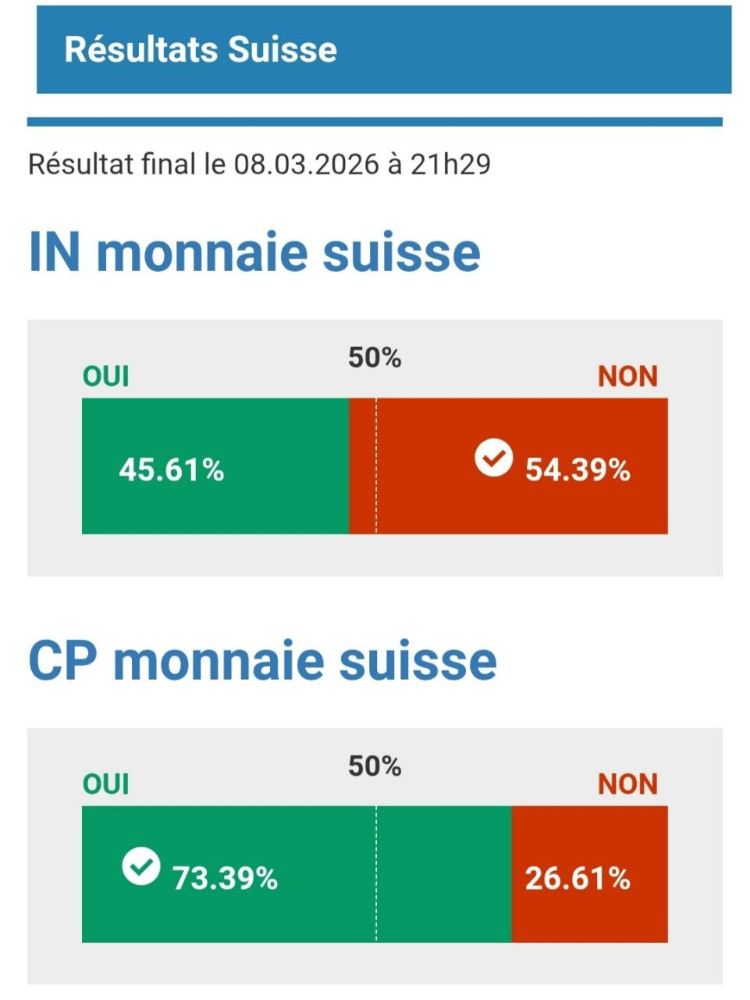 Résultats Suisse
Résultat final le 08.03.2026 à 21h29
IN monnaie suisse
50%
OUI NON
45.61% 54.39%
CP monnaie suisse
50%
OUI NON
73.39% 26.61%